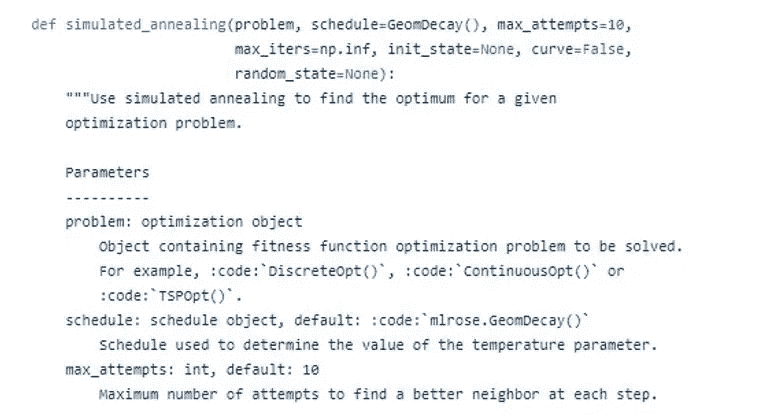 def simulated_annealing(problem, schedule=GeomDecay(), max_attempts=10,
                        max_iters=np.inf, init_state=None, curve=False,
                        random_state=None):
    """Use simulated annealing to find the optimum for a given
    optimization problem.

    Parameters
    ----------
    problem: optimization object
        Object containing fitness function optimization problem to be solved.
        For example, :code:`DiscreteOpt()`, :code:`ContinuousOpt()` or
        :code:`TSPOpt()`.
    schedule: schedule object, default: :code:`mlrose.GeomDecay()`
        Schedule used to determine the value of the temperature parameter.
    max_attempts: int, default: 10
        Maximum number of attempts to find a better neighbor at each step.